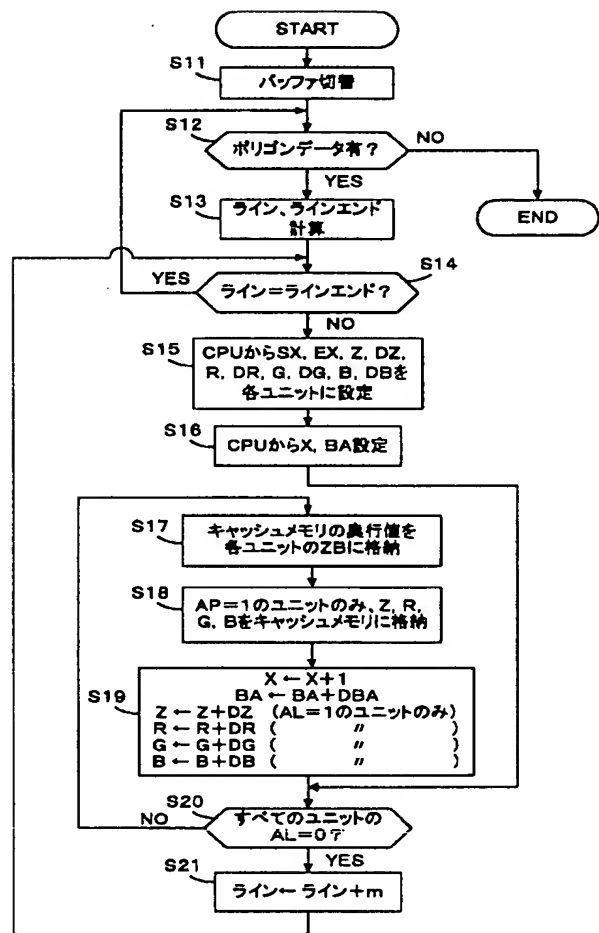 START
S11
バッファ切替
S12
ポリゴンデータ有？
NO
YES
END
S13
ライン、ラインエンド
計算
S14
YES
ライン＝ラインエンド？
NO
S15
CPUからSX, EX, Z, DZ,
R, DR, G, DG, B, DBを
各ユニットに設定
S16
CPUからX, BA設定
S17
キャッシュメモリの奥行値を
各ユニットのZBに格納
S18
AP＝1のユニットのみ、Z, R,
G, Bをキャッシュメモリに格納
S19
X ← X+1
BA ← BA+DBA
Z ← Z+DZ (AL=1のユニットのみ)
R ← R+DR ( 〃 )
G ← G+DG ( 〃 )
B ← B+DB ( 〃 )
S20
NO
すべてのユニットの
AL=0?
YES
S21
ライン← ライン+m